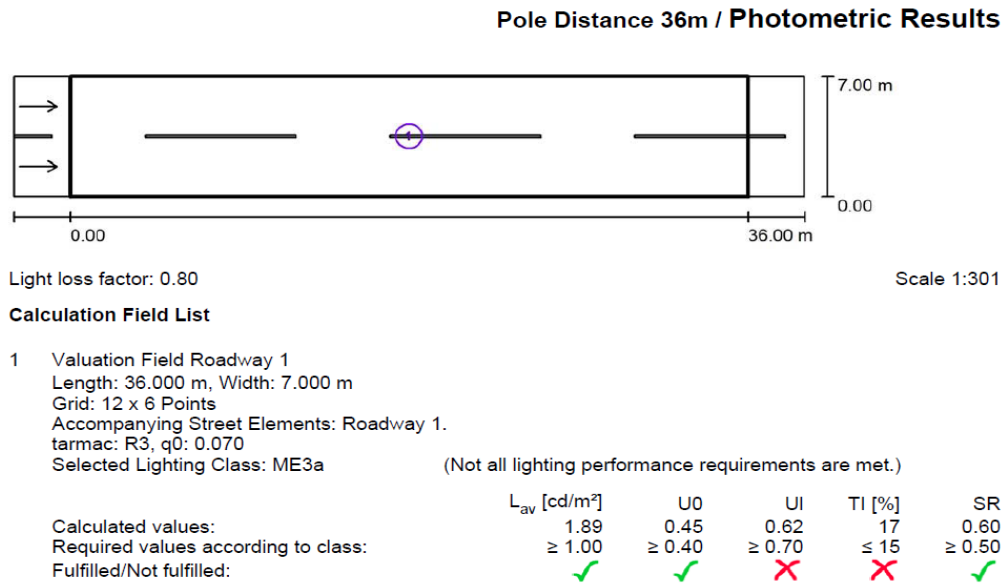 Pole Distance 36m / Photometric Results
7.00 m
1
0.00
0.00 36.00 m
Light loss factor: 0.80 Scale 1:301
Calculation Field List
1 Valuation Field Roadway 1
Length: 36.000 m, Width: 7.000 m
Grid: 12 x 6 Points
Accompanying Street Elements: Roadway 1.
tarmac: R3, q0: 0.070
Selected Lighting Class: ME3a (Not all lighting performance requirements are met.)
Lav [cd/m²] U0 UI TI [%] SR
Calculated values: 1.89 0.45 0.62 17 0.60
Required values according to class: ≥ 1.00 ≥ 0.40 ≥ 0.70 ≤ 15 ≥ 0.50
Fulfilled/Not fulfilled: ✓ ✓ ✗ ✗ ✓